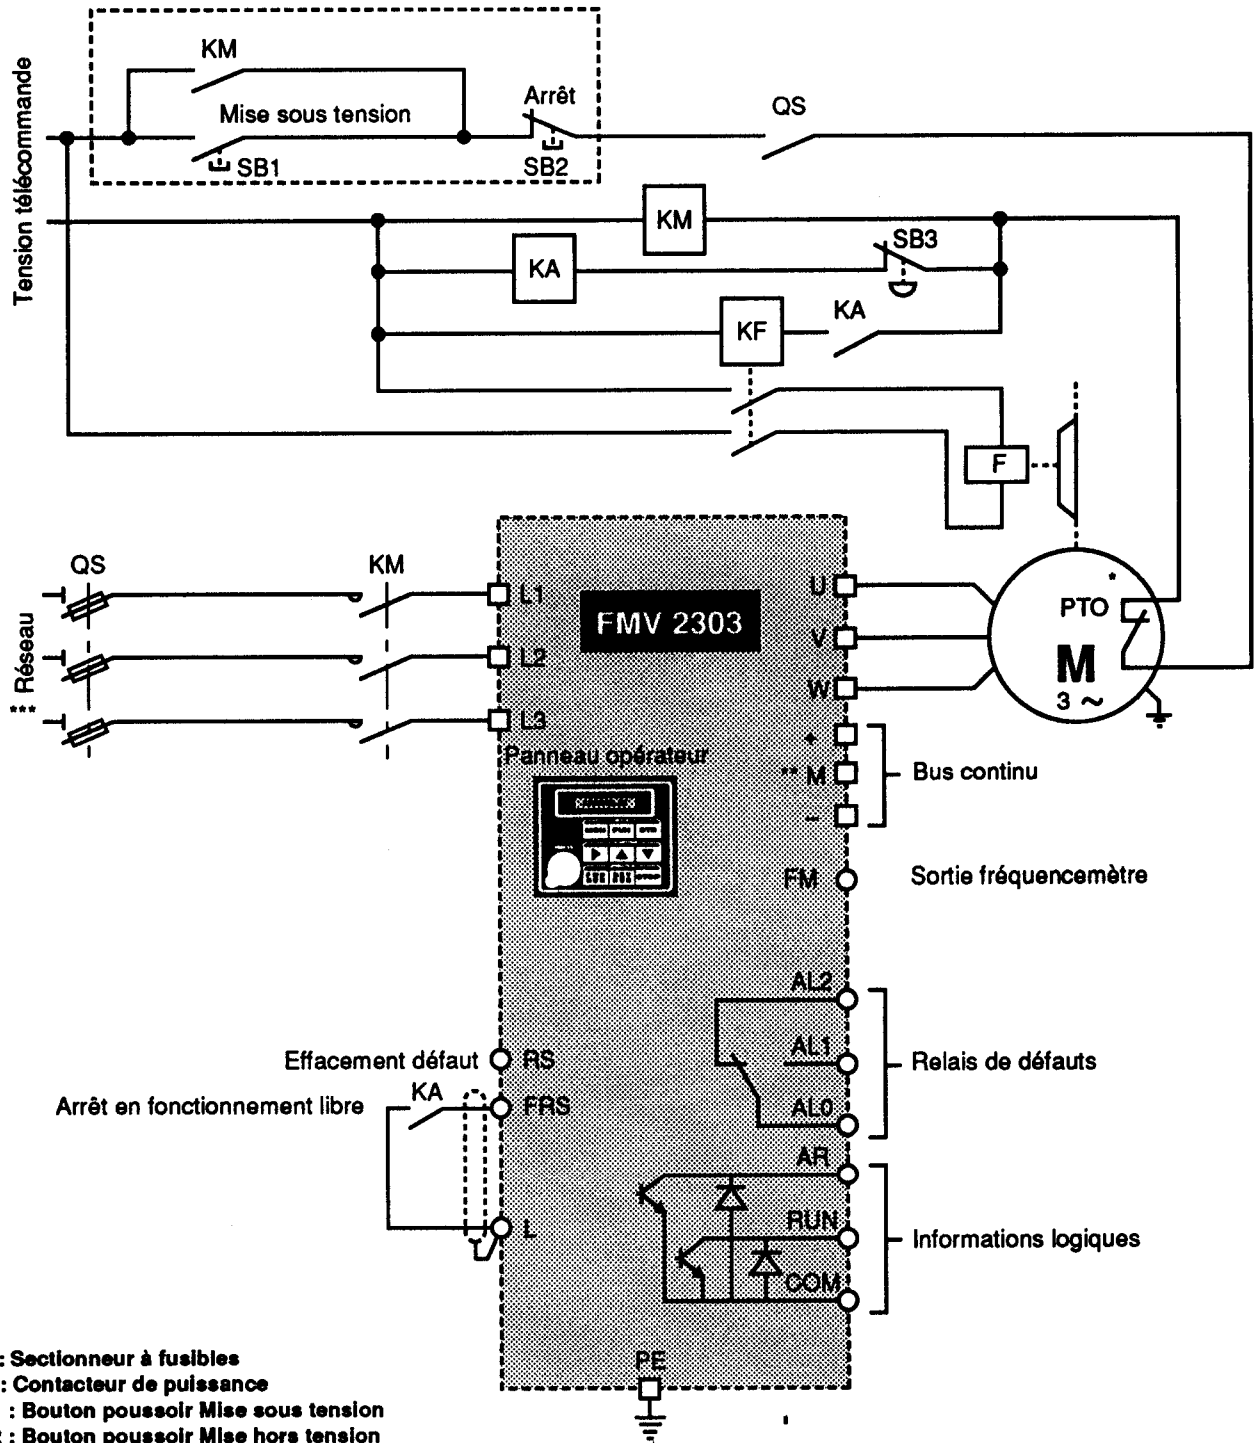 KM
Mise sous tension
SB1
Arrêt
SB2
QS
Tension télécommande
KM
KA
SB3
KF
KA
F
QS
KM
*** Réseau
L1
L2
L3
FMV 2303
U
V
W
*
PTO
M
3 ~
+
** M
–
Bus continu
Panneau opérateur
FM
Sortie fréquencemètre
AL2
AL1
AL0
Relais de défauts
Effacement défaut
RS
KA
Arrêt en fonctionnement libre
FRS
L
AR
RUN
COM
Informations logiques
PE
: Sectionneur à fusibles
: Contacteur de puissance
: Bouton poussoir Mise sous tension
: Bouton poussoir Mise hors tension